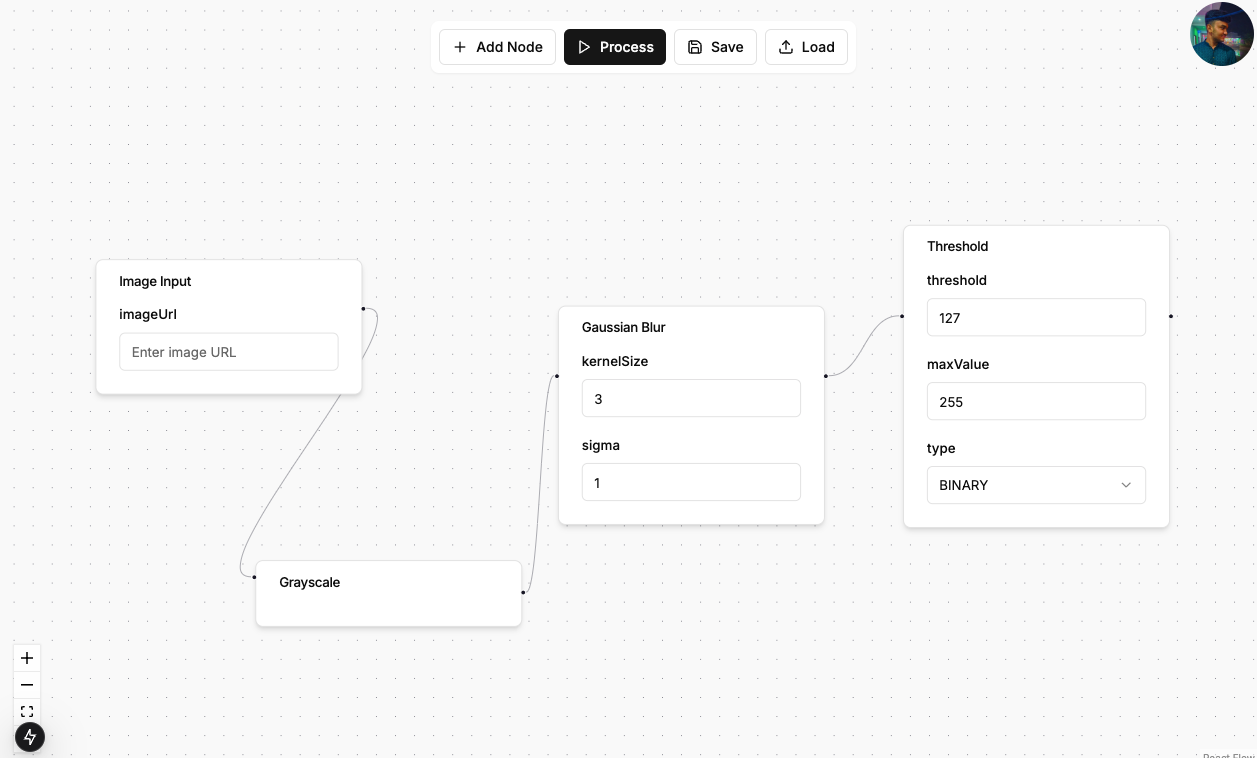 Add Node
Process
Save
Load
Image Input
imageUrl
Enter image URL
Grayscale
Gaussian Blur
kernelSize
3
sigma
1
Threshold
threshold
127
maxValue
255
type
BINARY
React Flow